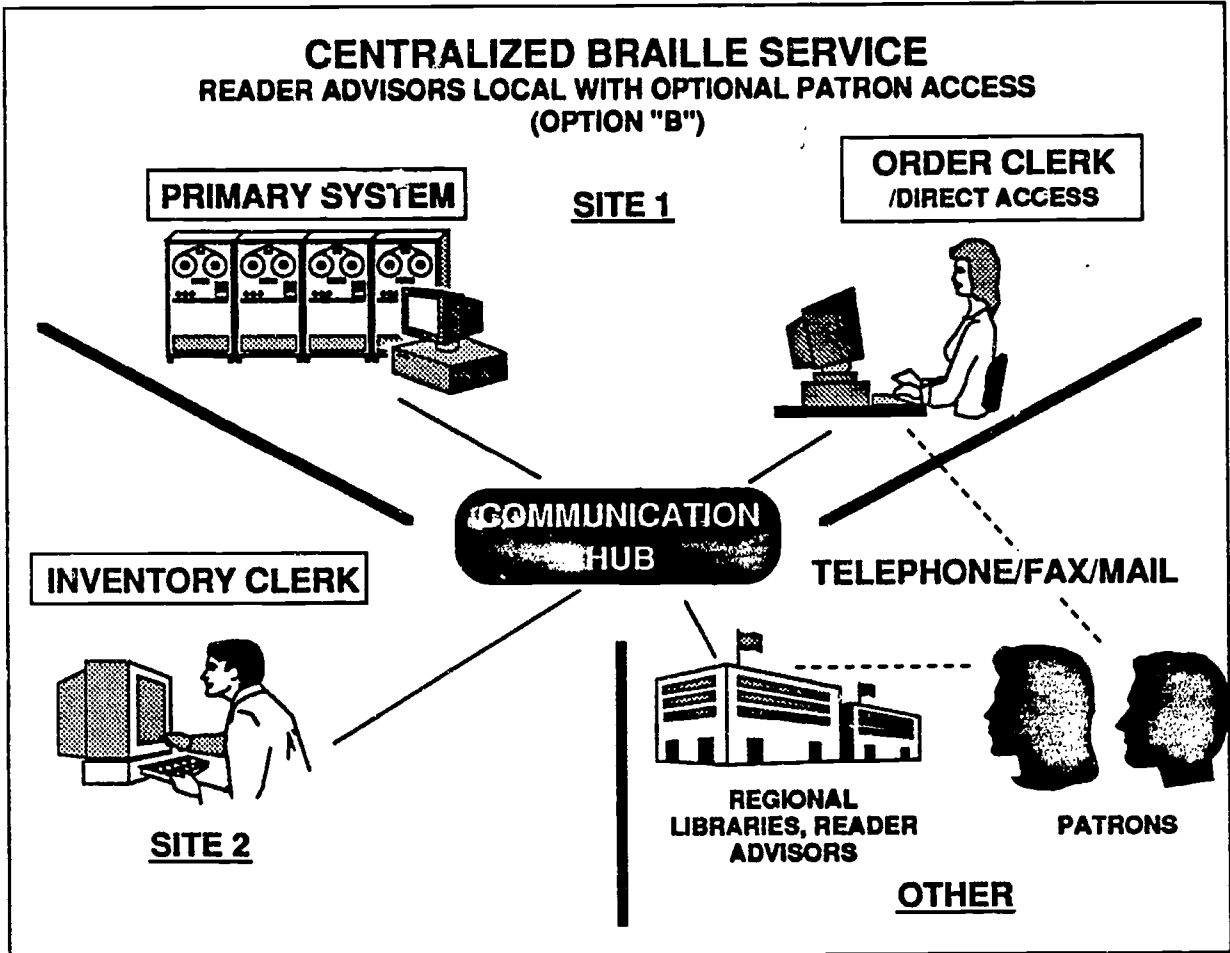 CENTRALIZED BRAILLE SERVICE
READER ADVISORS LOCAL WITH OPTIONAL PATRON ACCESS
(OPTION "B")
PRIMARY SYSTEM
SITE 1
ORDER CLERK
/DIRECT ACCESS
COMMUNICATION
HUB
INVENTORY CLERK
TELEPHONE/FAX/MAIL
SITE 2
REGIONAL
LIBRARIES, READER
ADVISORS
PATRONS
OTHER